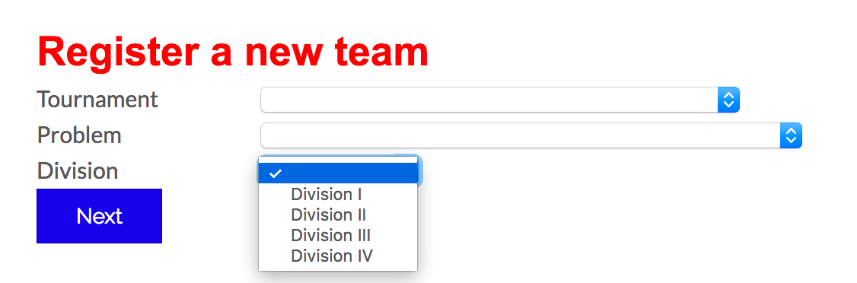 Register a new team
Tournament
Problem
Division
Division I
Division II
Division III
Division IV
Next